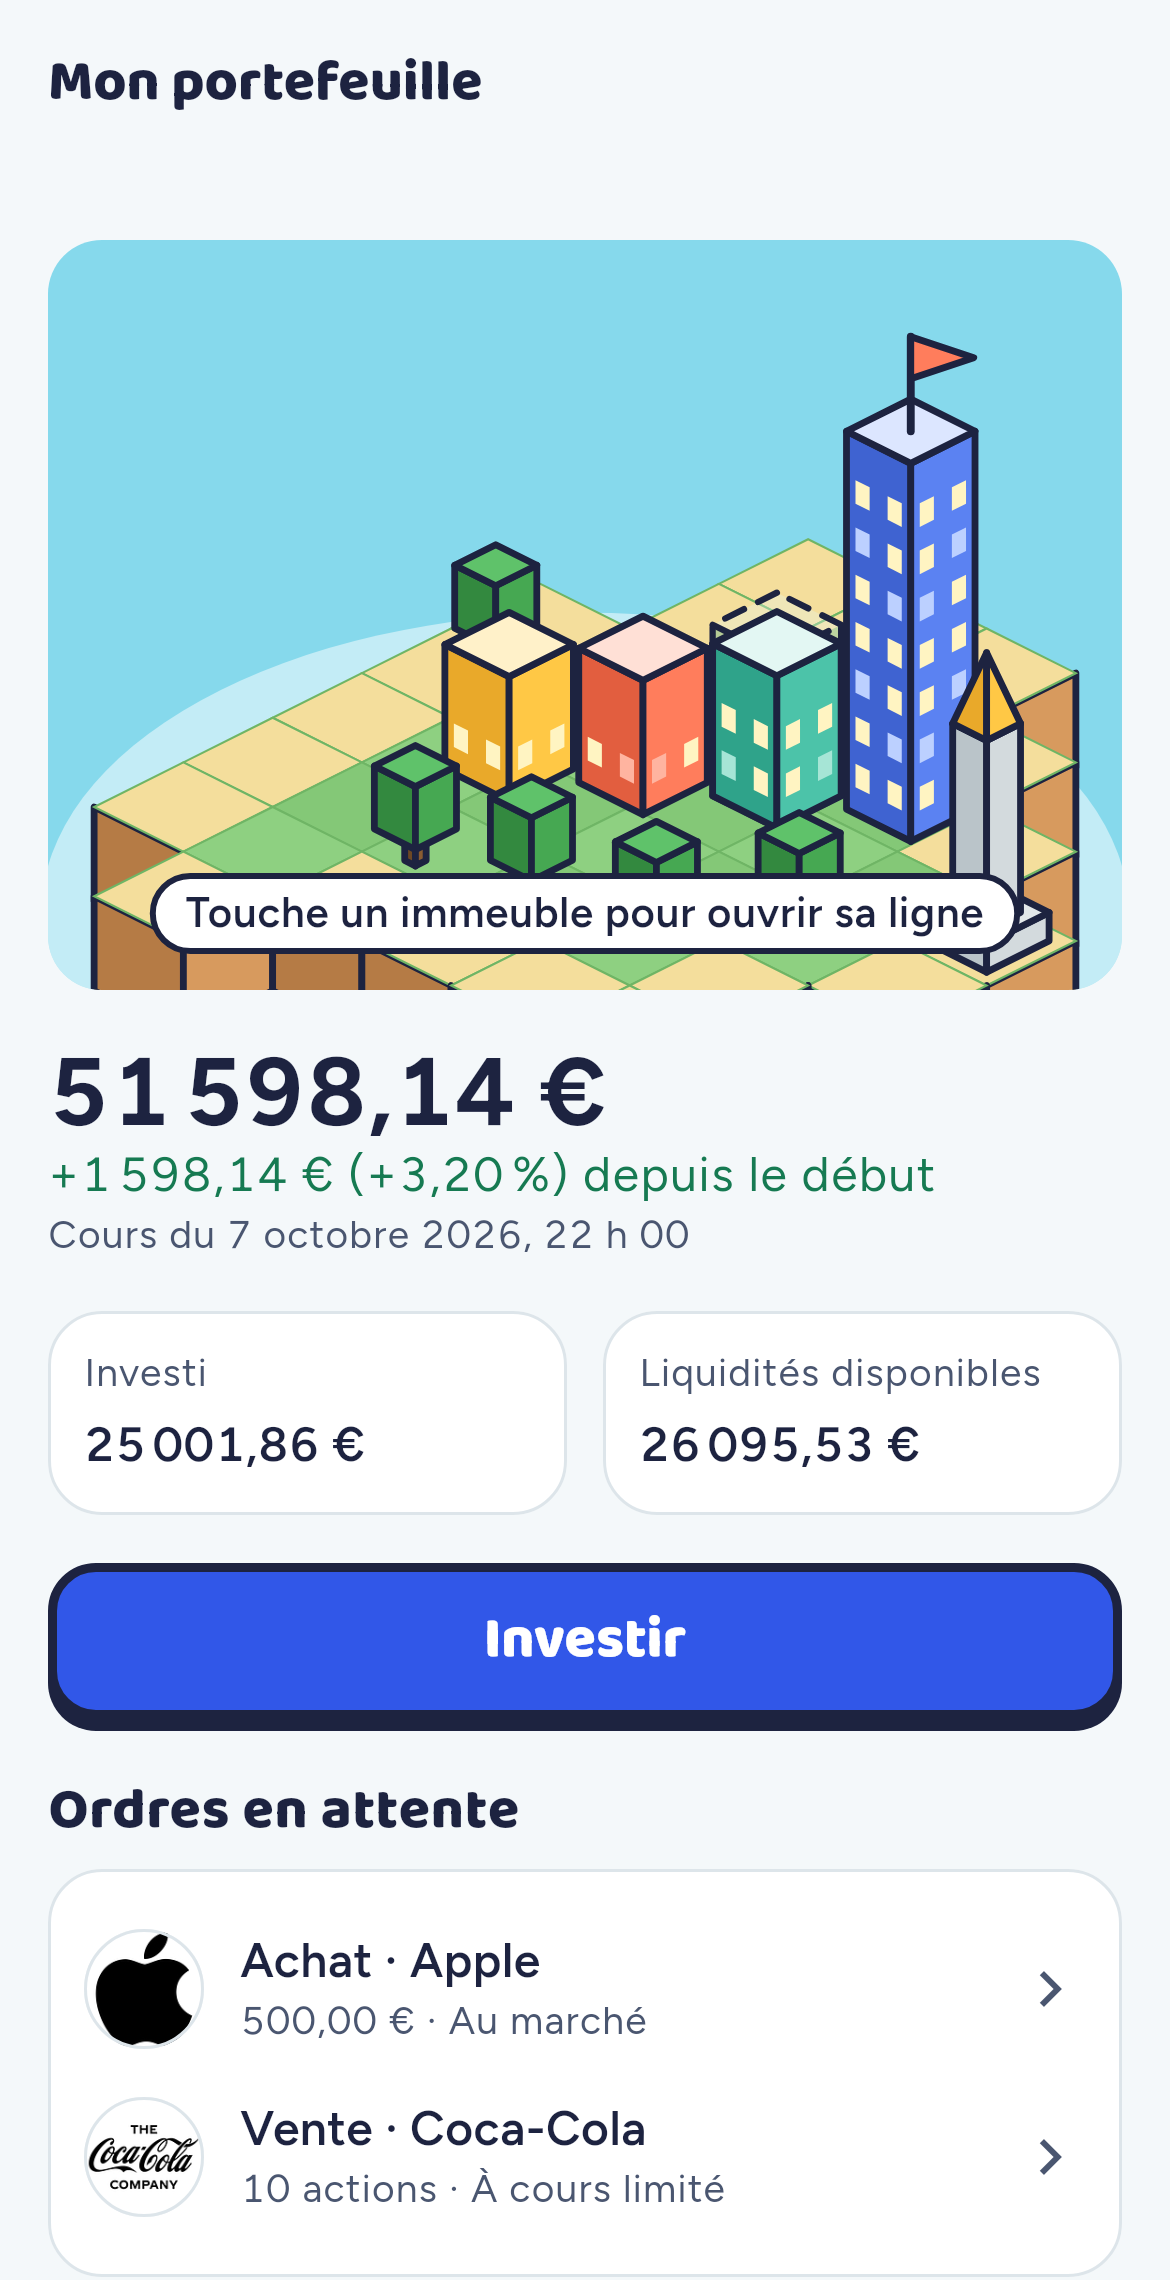 Mon portefeuille
Touche un immeuble pour ouvrir sa ligne
51 598,14 €
+1 598,14 € (+3,20 %) depuis le début
Cours du 7 octobre 2026, 22 h 00
Investi
25 001,86 €
Liquidités disponibles
26 095,53 €
Investir
Ordres en attente
Achat · Apple
500,00 € · Au marché
THE
Coca-Cola
COMPANY
Vente · Coca-Cola
10 actions · À cours limité